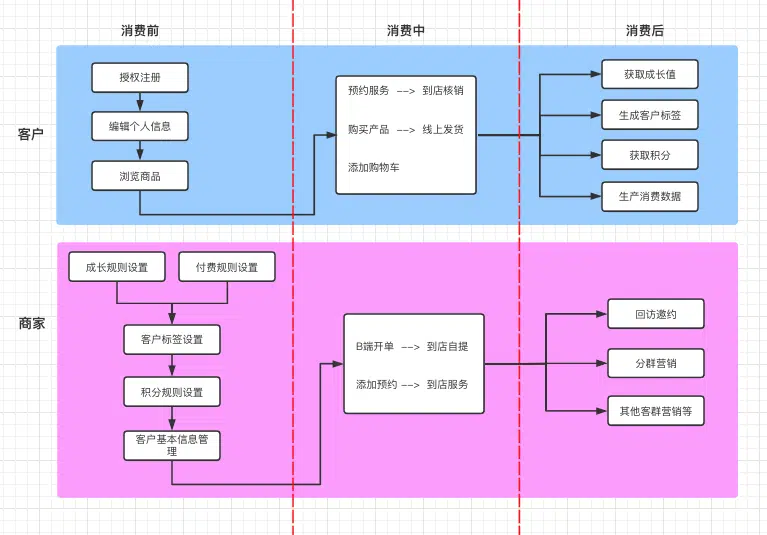 消费前
消费中
消费后
客户
授权注册
编辑个人信息
浏览商品
预约服务 --> 到店核销
购买产品 --> 线上发货
添加购物车
获取成长值
生成客户标签
获取积分
生产消费数据
商家
成长规则设置
付费规则设置
客户标签设置
积分规则设置
客户基本信息管
理
B端开单 --> 到店自提
添加预约 --> 到店服务
回访邀约
分群营销
其他客群营销等